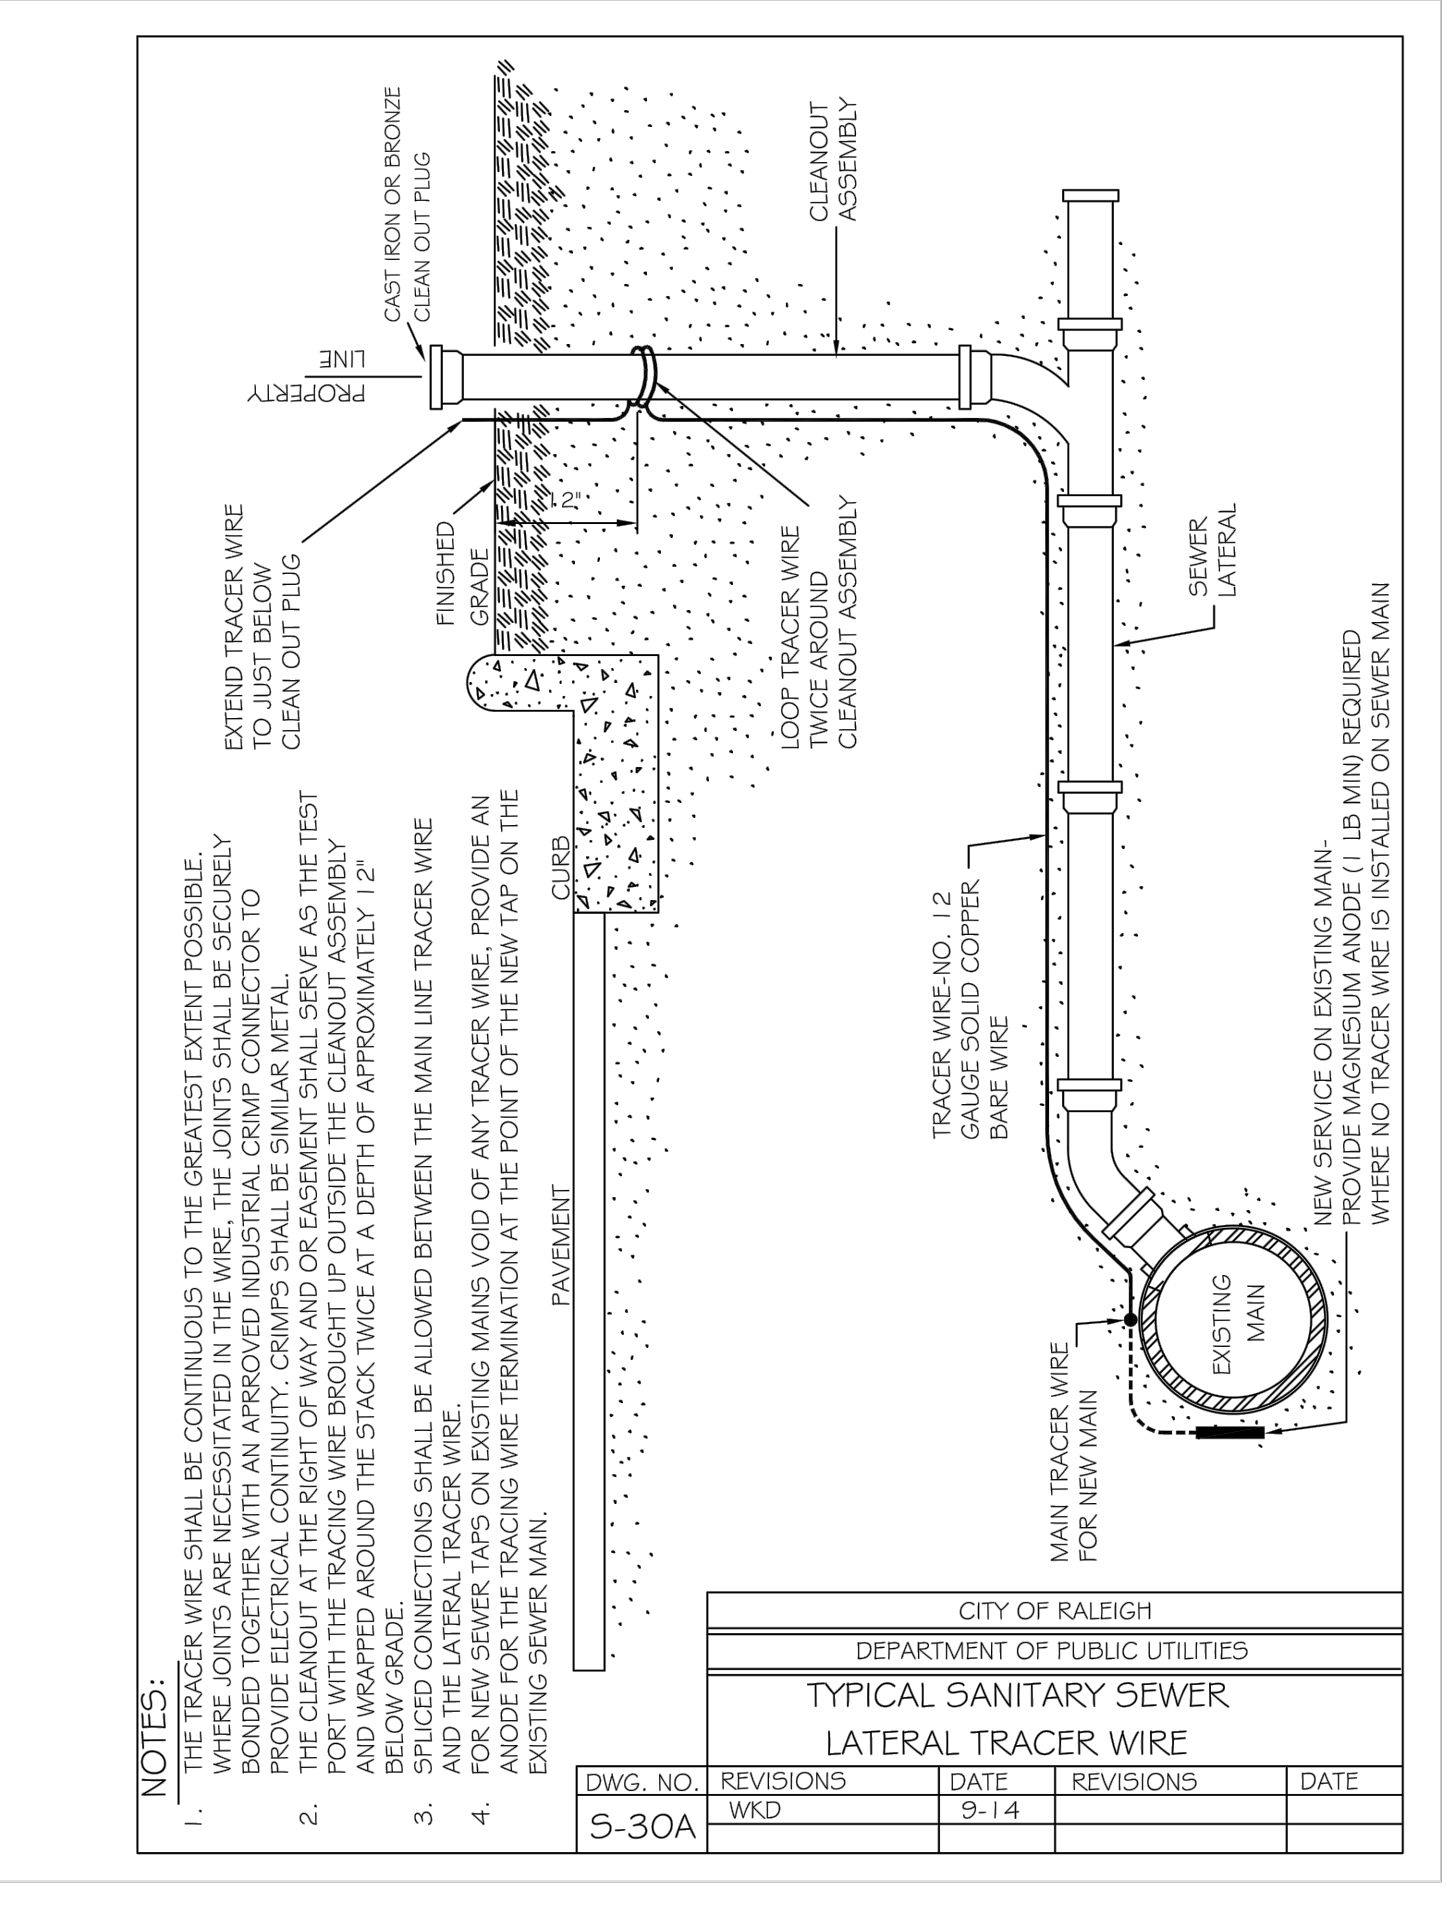 NOTES:
1. THE TRACER WIRE SHALL BE CONTINUOUS TO THE GREATEST EXTENT POSSIBLE.
WHERE JOINTS ARE NECESSITATED IN THE WIRE, THE JOINTS SHALL BE SECURELY
BONDED TOGETHER WITH AN APRROVED INDUSTRIAL CRIMP CONNECTOR TO
PROVIDE ELECTRICAL CONTINUITY. CRIMPS SHALL BE SIMILAR METAL.
2. THE CLEANOUT AT THE RIGHT OF WAY AND OR EASEMENT SHALL SERVE AS THE TEST
PORT WITH THE TRACING WIRE BROUGHT UP OUTSIDE THE CLEANOUT ASSEMBLY
AND WRAPPED AROUND THE STACK TWICE AT A DEPTH OF APPROXIMATELY 12"
BELOW GRADE.
3. SPLICED CONNECTIONS SHALL BE ALLOWED BETWEEN THE MAIN LINE TRACER WIRE
AND THE LATERAL TRACER WIRE.
4. FOR NEW SEWER TAPS ON EXISTING MAINS VOID OF ANY TRACER WIRE, PROVIDE AN
ANODE FOR THE TRACING WIRE TERMINATION AT THE POINT OF THE NEW TAP ON THE
EXISTING SEWER MAIN.
EXTEND TRACER WIRE
TO JUST BELOW
CLEAN OUT PLUG
PROPERTY
LINE
CAST IRON OR BRONZE
CLEAN OUT PLUG
FINISHED
GRADE
12"
CURB
PAVEMENT
LOOP TRACER WIRE
TWICE AROUND
CLEANOUT ASSEMBLY
CLEANOUT
ASSEMBLY
TRACER WIRE-NO. 12
GAUGE SOLID COPPER
BARE WIRE
SEWER
LATERAL
MAIN TRACER WIRE
FOR NEW MAIN
EXISTING
MAIN
NEW SERVICE ON EXISTING MAIN-
PROVIDE MAGNESIUM ANODE (1 LB MIN) REQUIRED
WHERE NO TRACER WIRE IS INSTALLED ON SEWER MAIN
CITY OF RALEIGH
DEPARTMENT OF PUBLIC UTILITIES
TYPICAL SANITARY SEWER
LATERAL TRACER WIRE
DWG. NO. REVISIONS DATE REVISIONS DATE
S-30A WKD 9-14